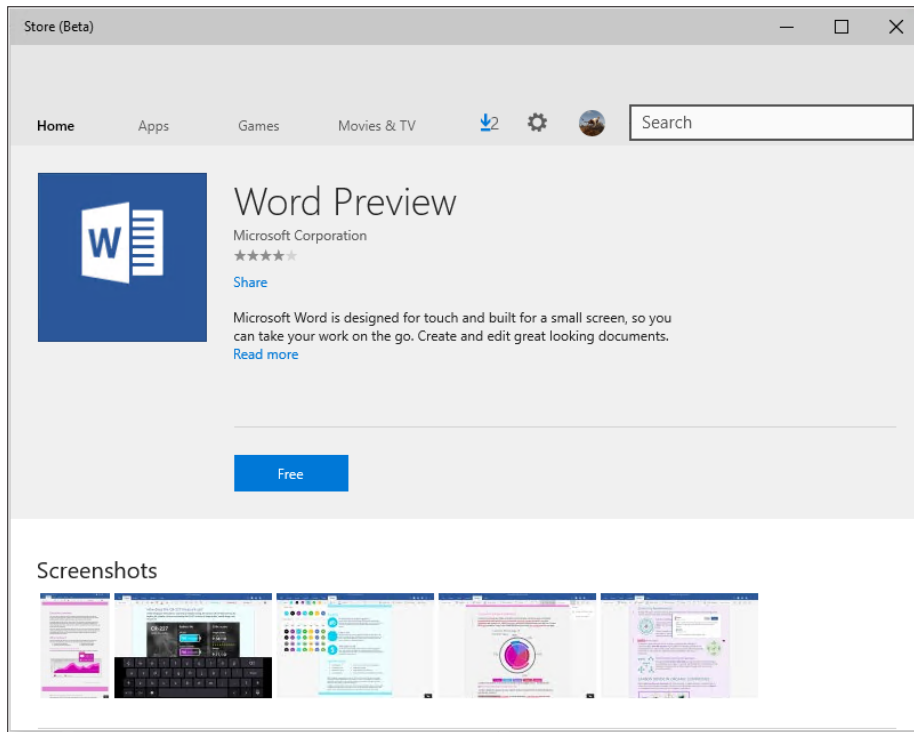 Store (Beta)
Home Apps Games Movies & TV 2 Search
W
Word Preview
Microsoft Corporation
Share
Microsoft Word is designed for touch and built for a small screen, so you
can take your work on the go. Create and edit great looking documents.
Read more
Free
Screenshots